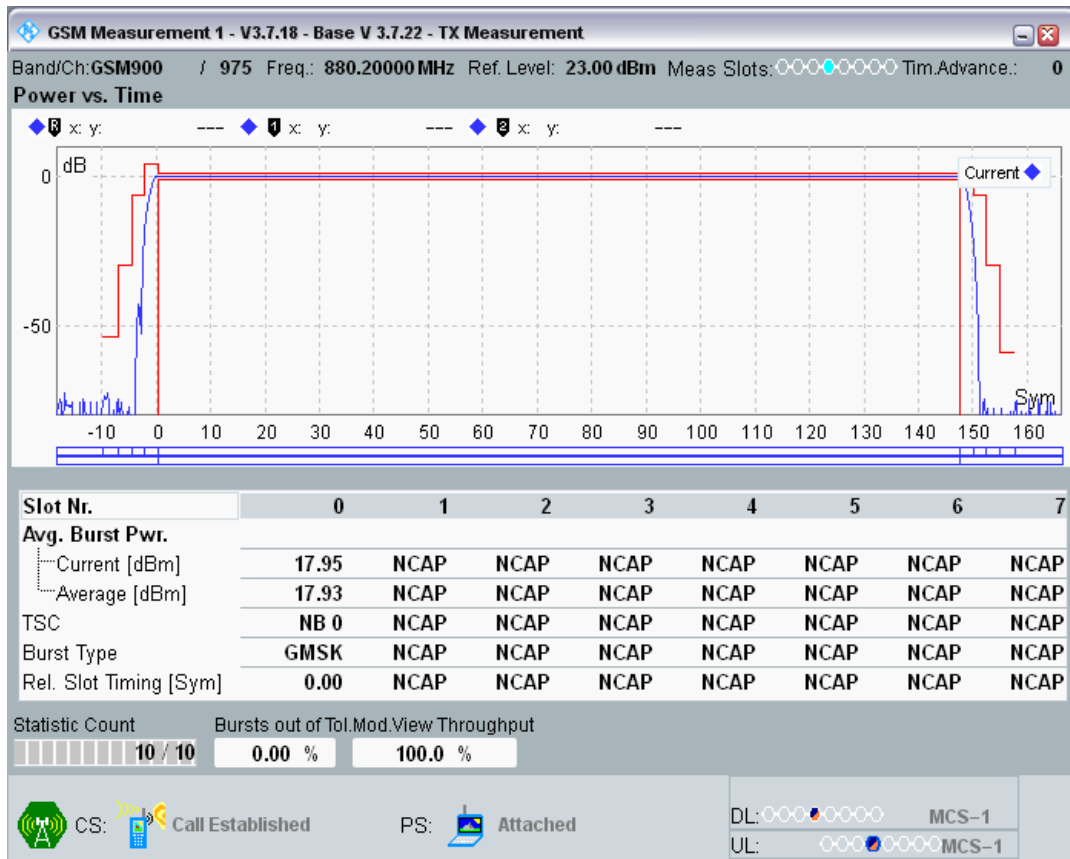 GSM Measurement 1 - V3.7.18 - Base V 3.7.22 - TX Measurement
Band/Ch:GSM900 / 975 Freq.: 880.20000 MHz Ref. Level: 23.00 dBm Meas Slots: Tim.Advance.: 0
Power vs. Time
R x: y: --- 1 x: y: --- 2 x: y: ---
dB
Current
0
-50
Sym
-10 0 10 20 30 40 50 60 70 80 90 100 110 120 130 140 150 160
Slot Nr. 0 1 2 3 4 5 6 7
Avg. Burst Pwr.
Current [dBm] 17.95 NCAP NCAP NCAP NCAP NCAP NCAP NCAP
Average [dBm] 17.93 NCAP NCAP NCAP NCAP NCAP NCAP NCAP
TSC NB 0 NCAP NCAP NCAP NCAP NCAP NCAP NCAP
Burst Type GMSK NCAP NCAP NCAP NCAP NCAP NCAP NCAP
Rel. Slot Timing [Sym] 0.00 NCAP NCAP NCAP NCAP NCAP NCAP NCAP
Statistic Count Bursts out of Tol.Mod.View Throughput
10 / 10 0.00 % 100.0 %
CS: Call Established PS: Attached DL: MCS-1
UL: MCS-1